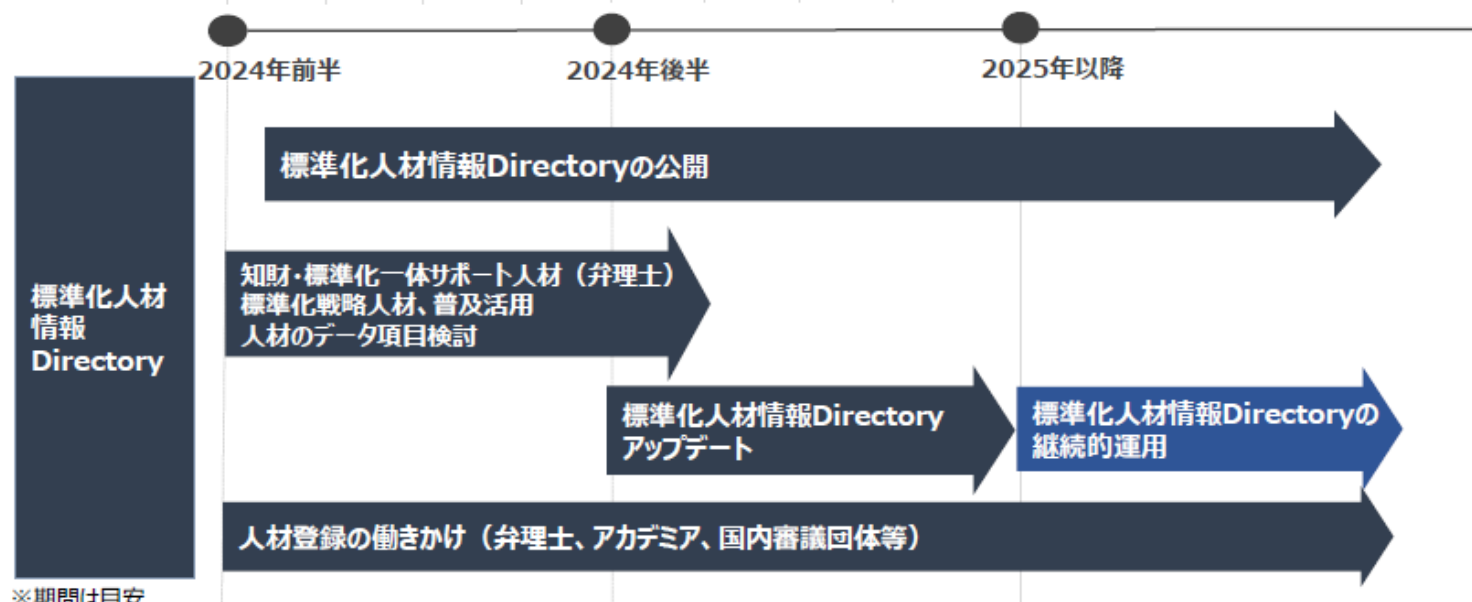 2024年前半
2024年後半
2025年以降
標準化人材
情報
Directory
標準化人材情報Directoryの公開
知財・標準化一体サポート人材（弁理士）
標準化戦略人材、普及活用
人材のデータ項目検討
標準化人材情報Directory
アップデート
標準化人材情報Directoryの
継続的運用
人材登録の働きかけ（弁理士、アカデミア、国内審議団体等）
※期間は目安